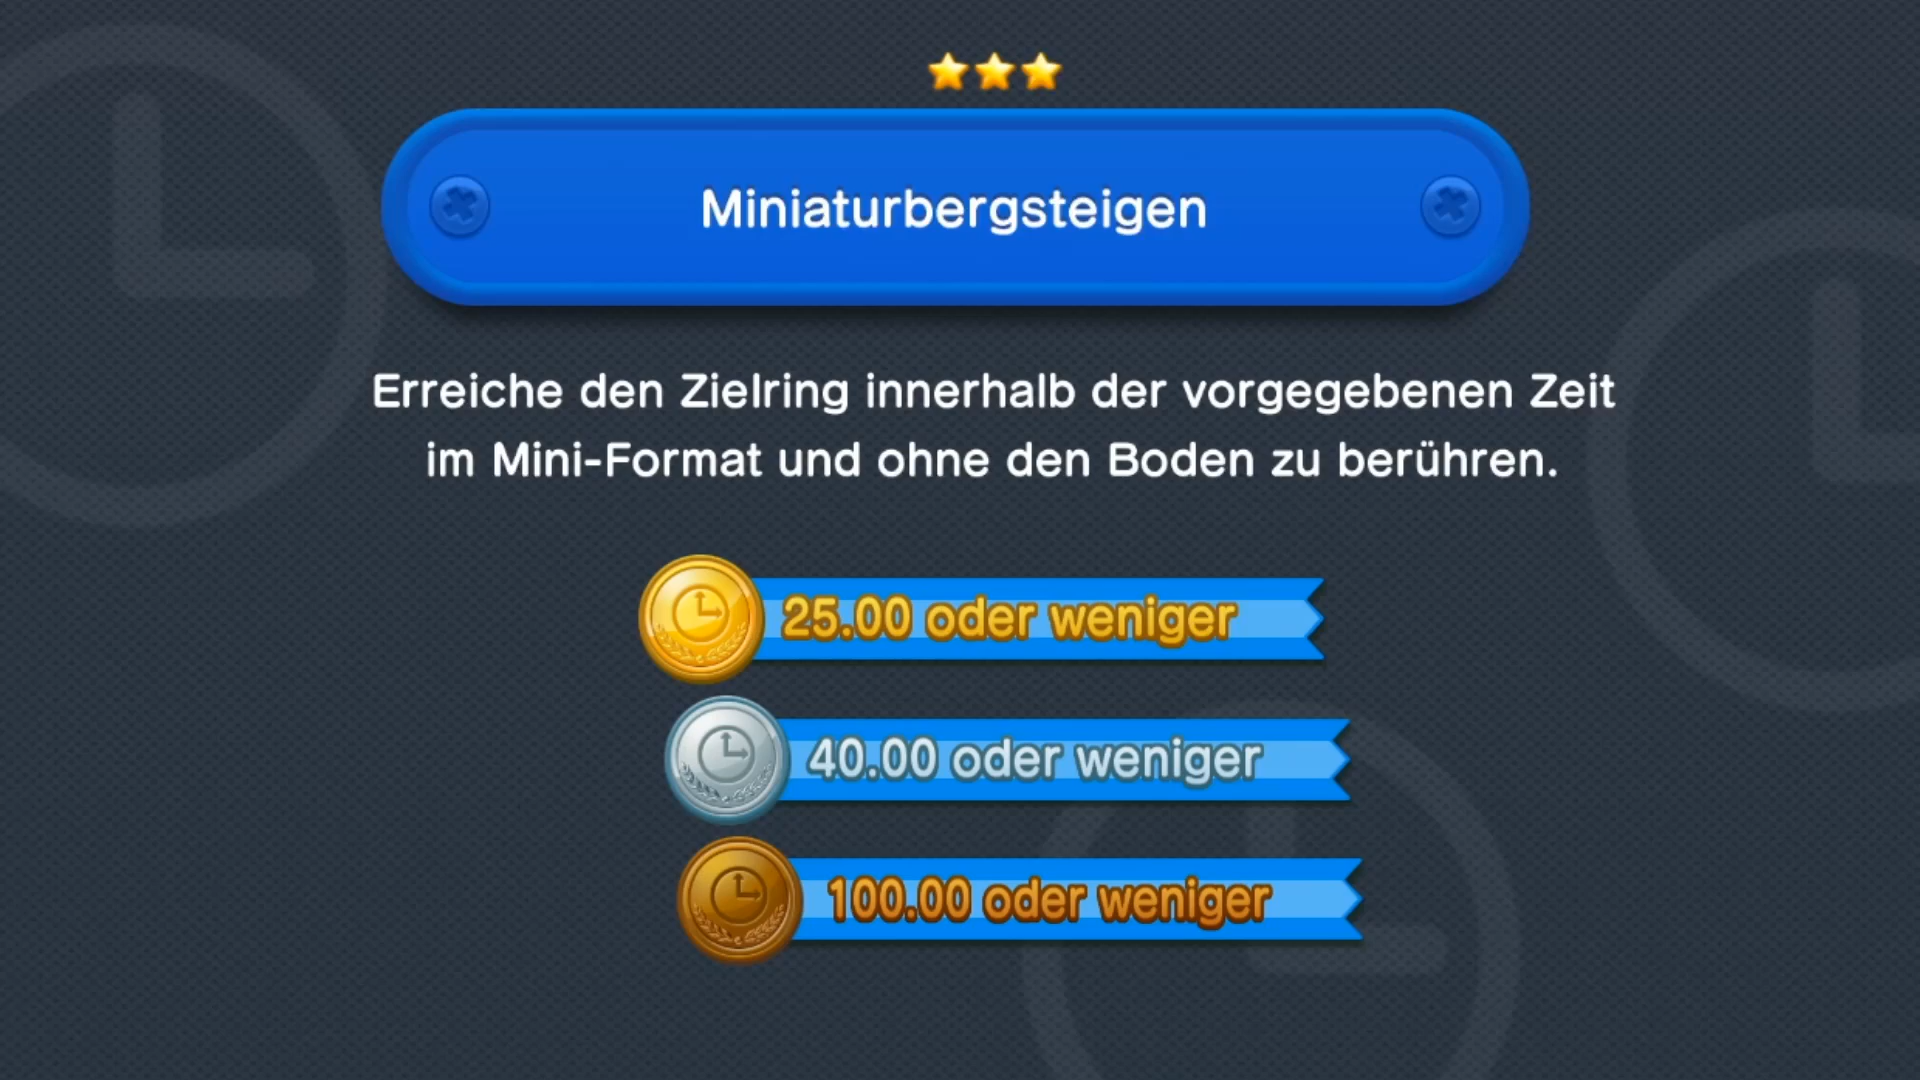 Miniaturbergsteigen
Erreiche den Zielring innerhalb der vorgegebenen Zeit
im Mini-Format und ohne den Boden zu berühren.
25.00 oder weniger
40.00 oder weniger
100.00 oder weniger